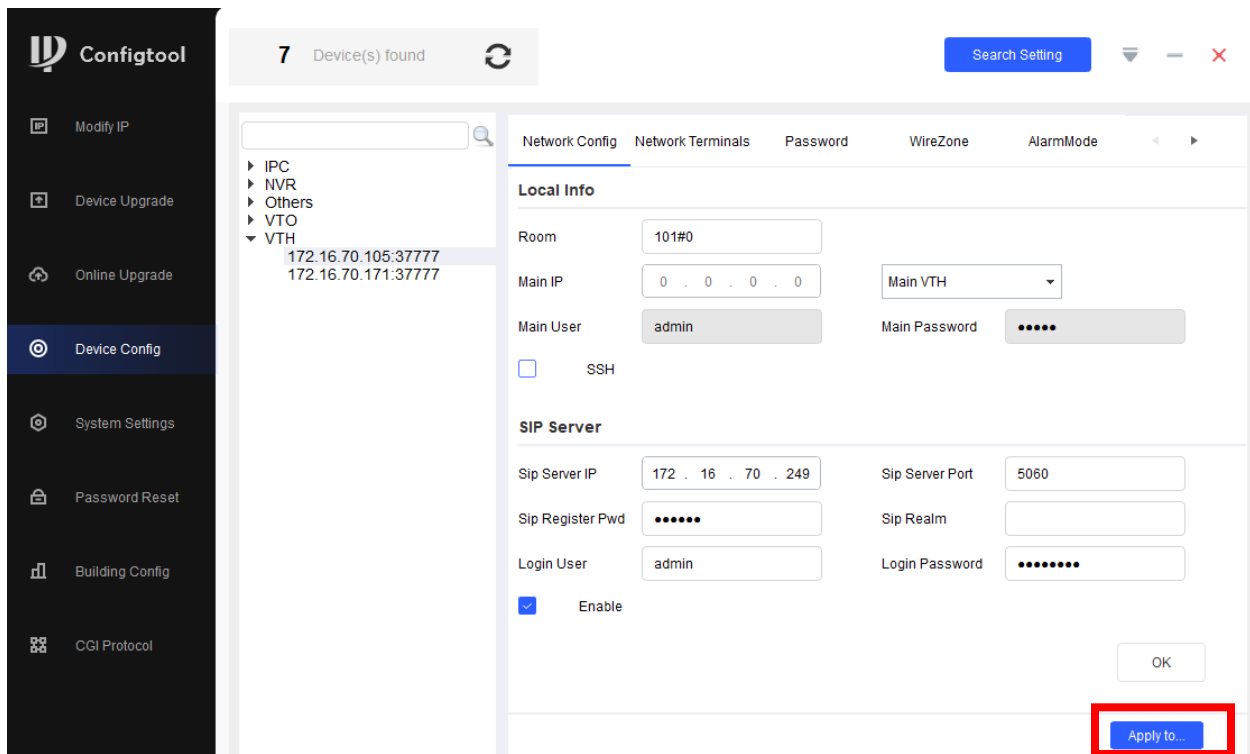 Configtool
7 Device(s) found
Search Setting
Modify IP
Device Upgrade
Online Upgrade
Device Config
System Settings
Password Reset
Building Config
CGI Protocol
IPC
NVR
Others
VTO
VTH
172.16.70.105:37777
172.16.70.171:37777
Network Config Network Terminals Password WireZone AlarmMode
Local Info
Room 101#0
Main IP 0 . 0 . 0 . 0 Main VTH
Main User admin Main Password •••••
SSH
SIP Server
Sip Server IP 172 . 16 . 70 . 249 Sip Server Port 5060
Sip Register Pwd •••••• Sip Realm
Login User admin Login Password ••••••••
Enable
OK
Apply to...